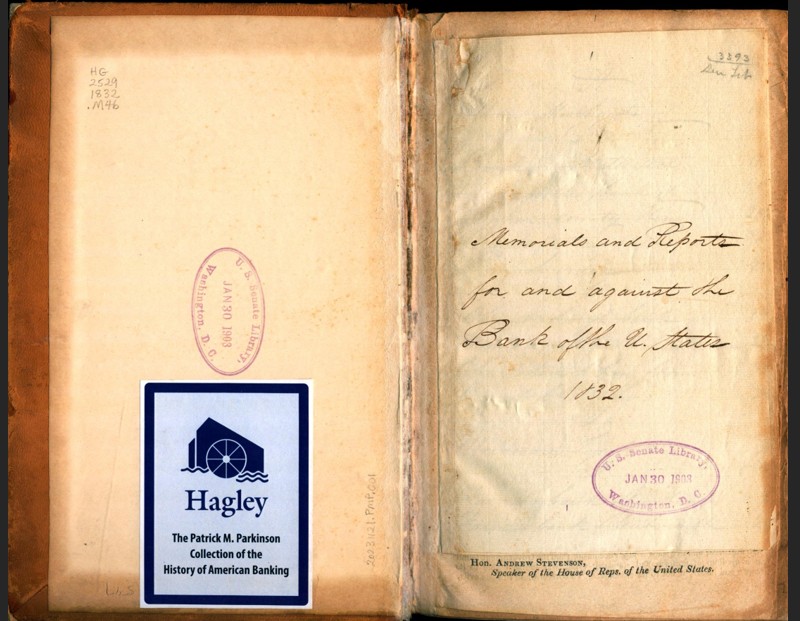 HG
2529
1832
.M46
U. S. Senate Library,
JAN 30 1903
Washington, D. C.
Hagley
The Patrick M. Parkinson
Collection of the
History of American Banking
3393
Memorials and Reports
for and against the
Bank of the U. States
1832.
U. S. Senate Library,
JAN 30 1903
Washington, D. C.
Hon. Andrew Stevenson,
Speaker of the House of Reps. of the United States.